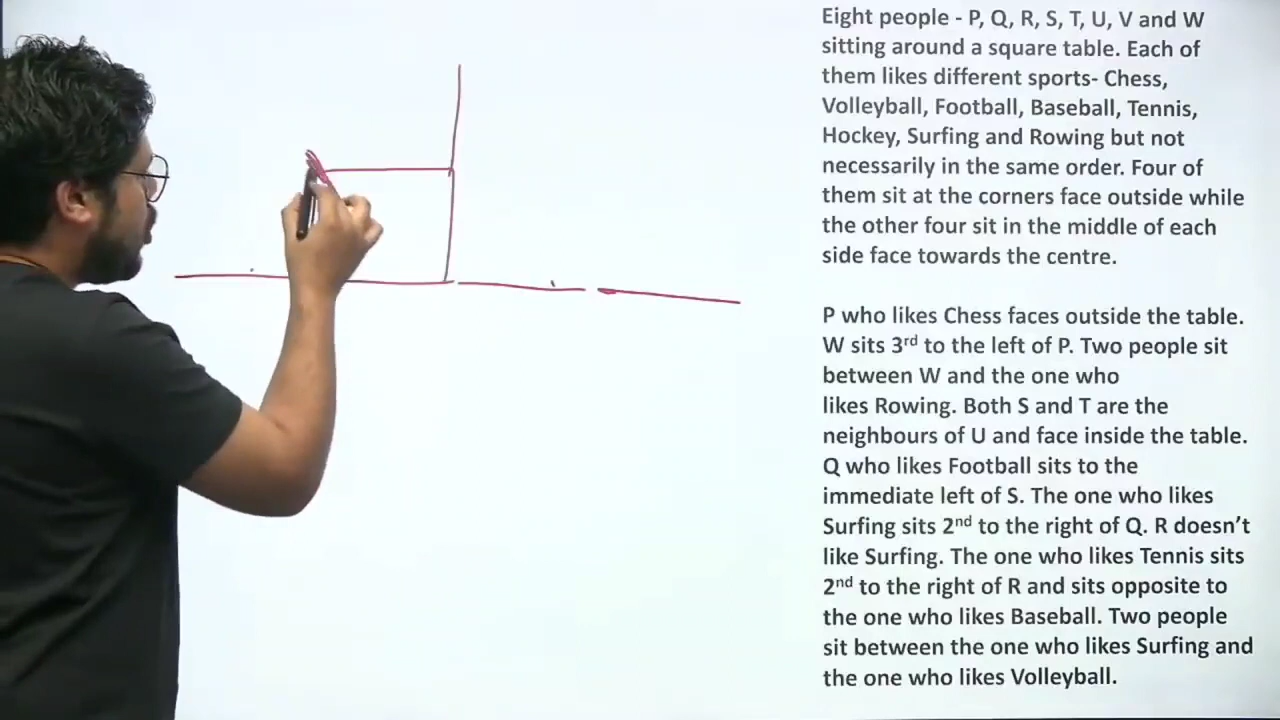 Eight people - P, Q, R, S, T, U, V and W
sitting around a square table. Each of
them likes different sports- Chess,
Volleyball, Football, Baseball, Tennis,
Hockey, Surfing and Rowing but not
necessarily in the same order. Four of
them sit at the corners face outside while
the other four sit in the middle of each
side face towards the centre.
P who likes Chess faces outside the table.
W sits 3rd to the left of P. Two people sit
between W and the one who
likes Rowing. Both S and T are the
neighbours of U and face inside the table.
Q who likes Football sits to the
immediate left of S. The one who likes
Surfing sits 2nd to the right of Q. R doesn't
like Surfing. The one who likes Tennis sits
2nd to the right of R and sits opposite to
the one who likes Baseball. Two people
sit between the one who likes Surfing and
the one who likes Volleyball.